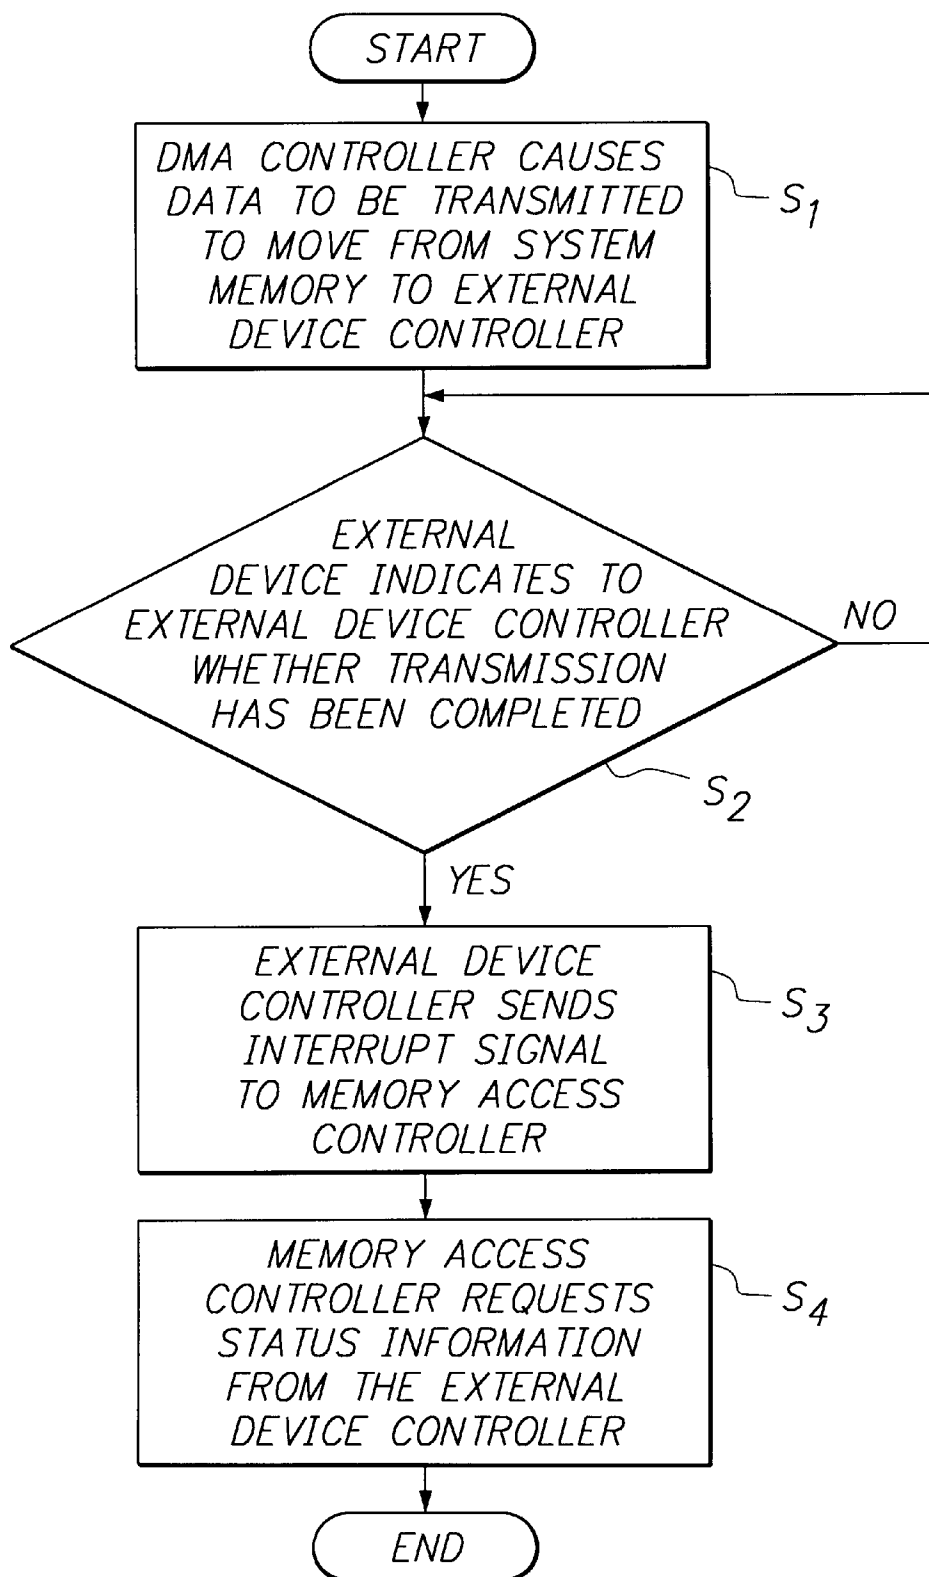 START
DMA CONTROLLER CAUSES
DATA TO BE TRANSMITTED
TO MOVE FROM SYSTEM
MEMORY TO EXTERNAL
DEVICE CONTROLLER
S1
EXTERNAL
DEVICE INDICATES TO
EXTERNAL DEVICE CONTROLLER
WHETHER TRANSMISSION
HAS BEEN COMPLETED
NO
S2
YES
EXTERNAL DEVICE
CONTROLLER SENDS
INTERRUPT SIGNAL
TO MEMORY ACCESS
CONTROLLER
S3
MEMORY ACCESS
CONTROLLER REQUESTS
STATUS INFORMATION
FROM THE EXTERNAL
DEVICE CONTROLLER
S4
END